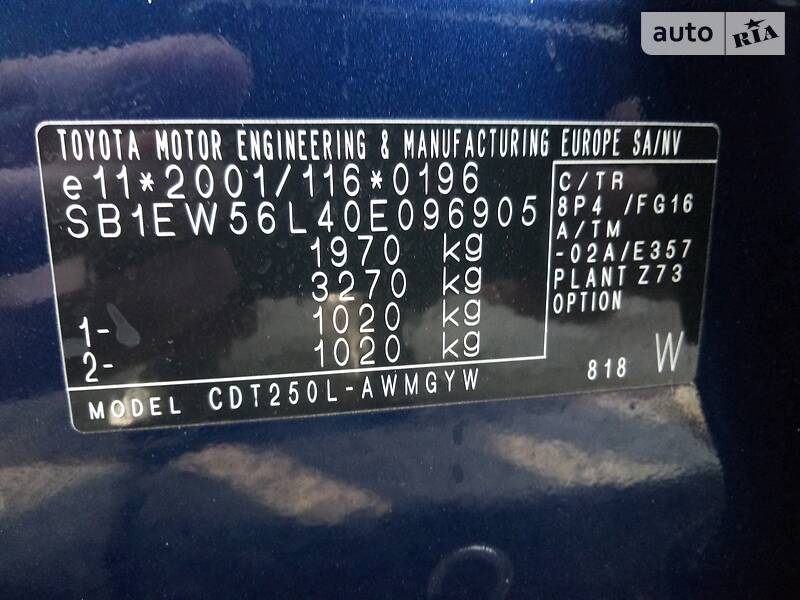 auto RIA
TOYOTA MOTOR ENGINEERING & MANUFACTURING EUROPE SA/NV
e11*2001/116*0196
SB1EW56L40E096905
1970 kg
3270 kg
1- 1020 kg
2- 1020 kg
C/TR
8P4 /FG16
A/TM
-02A/E357
PLANT Z73
OPTION
818 W
MODEL CDT250L-AWMGYW